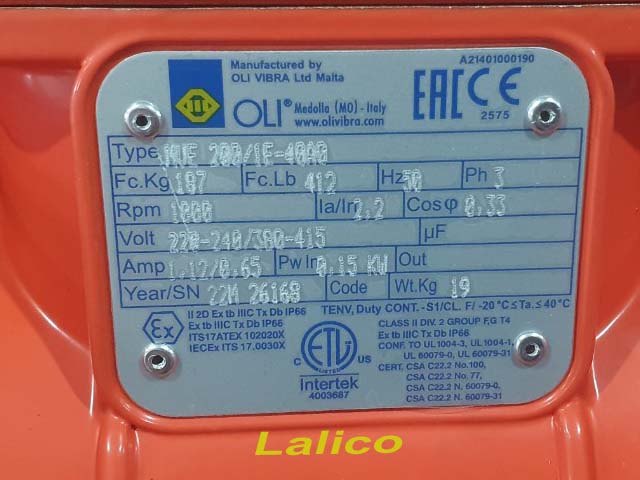 Manufactured by
OLI VIBRA Ltd Malta
A21401000190
OLI® Medolla (MO) - Italy
www.olivibra.com
EAC CE
2575
Type MVE 200/1E-40A0
Fc.Kg 187 Fc.Lb 412 Hz 50 Ph 3
Rpm 1000 Ia/In 2,2 Cosφ 0,33
Volt 220-240/380-415 µF
Amp 1.12/0.65 Pw In 0.15 KW Out
Year/SN 22M 26168 Code Wt.Kg 19
II 2D Ex tb IIIC Tx Db IP66
Ex tb IIIC Tx Db IP66
ITS17ATEX 102020X
IECEx ITS 17.0030X
Ex
TENV, Duty CONT. -S1/CL. F/ -20°C ≤ Ta. ≤ 40°C
CLASS II DIV. 2 GROUP F,G T4
Ex tb IIIC Tx Db IP66
CONF. TO UL 1004-3, UL 1004-1,
UL 60079-0, UL 60079-31
CERT. CSA C22.2 No.100,
CSA C22.2 No. 77,
CSA C22.2 N. 60079-0,
CSA C22.2 N. 60079-31
C ETL US
LISTED
Intertek
4003687
Lalico